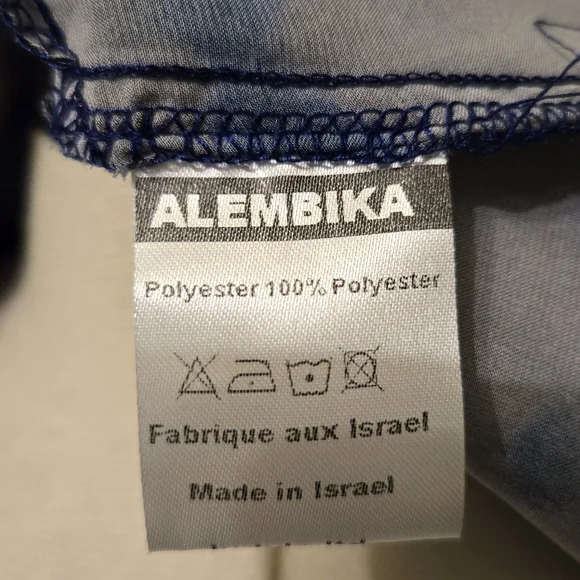 ALEMBIKA
Polyester 100% Polyester
Fabrique aux Israel
Made in Israel